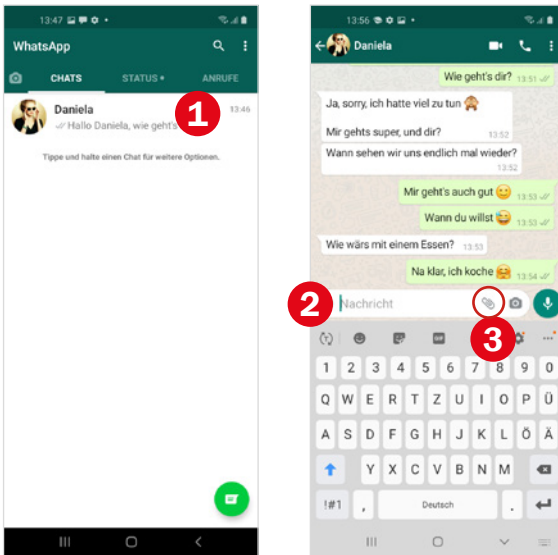 13:47
WhatsApp
CHATS STATUS ANRUFE
Daniela 13:46
Hallo Daniela, wie geht's
1
Tippe und halte einen Chat für weitere Optionen.
13:56
Daniela
Wie geht's dir? 13:51
Ja, sorry, ich hatte viel zu tun
Mir gehts super, und dir? 13:52
Wann sehen wir uns endlich mal wieder?
13:52
Mir geht's auch gut 13:53
Wann du willst 13:53
Wie wärs mit einem Essen? 13:53
Na klar, ich koche 13:54
2
Nachricht
3
GIF
1 2 3 4 5 6 7 8 9 0
Q W E R T Z U I O P Ü
A S D F G H J K L Ö Ä
Y X C V B N M
!#1 , Deutsch .